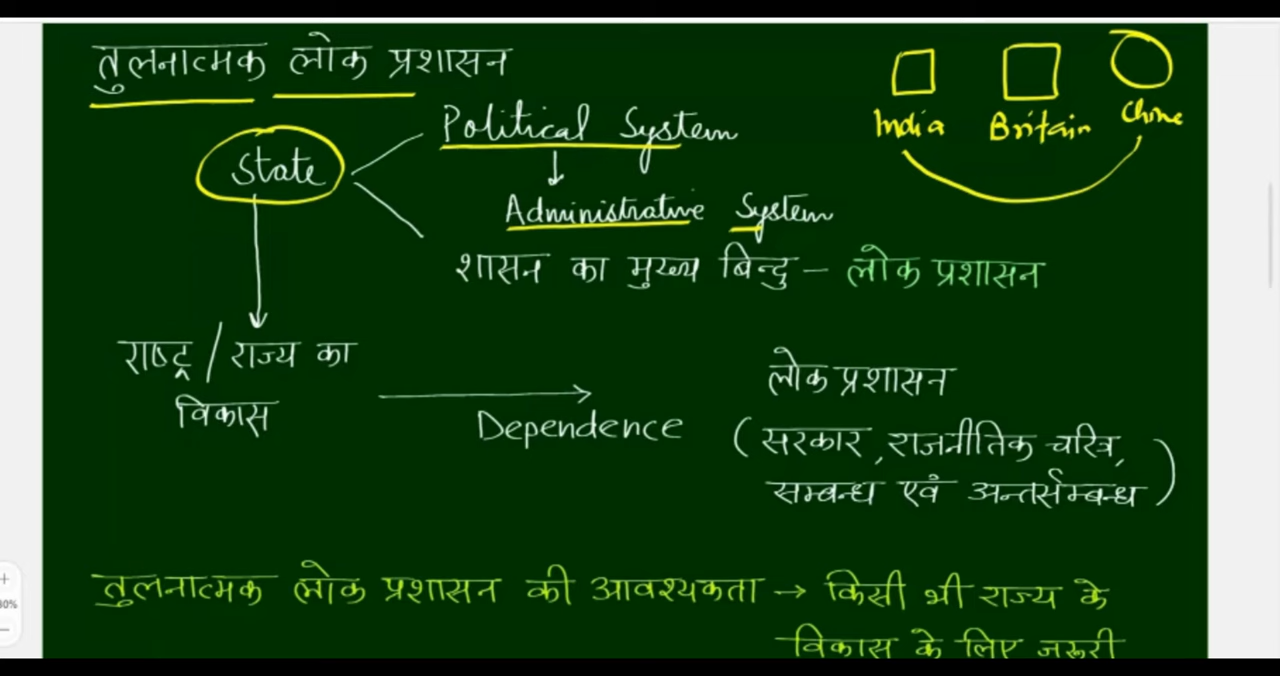 तुलनात्मक लोक प्रशासन
India Britain China
State
Political System
Administrative System
शासन का मुख्य बिन्दु – लोक प्रशासन
राष्ट्र / राज्य का
विकास
Dependence
लोक प्रशासन
(सरकार, राजनीतिक चरित्र,
सम्बन्ध एवं अन्तर्सम्बन्ध)
तुलनात्मक लोक प्रशासन की आवश्यकता → किसी भी राज्य के
विकास के लिए जरूरी
+
30%
–